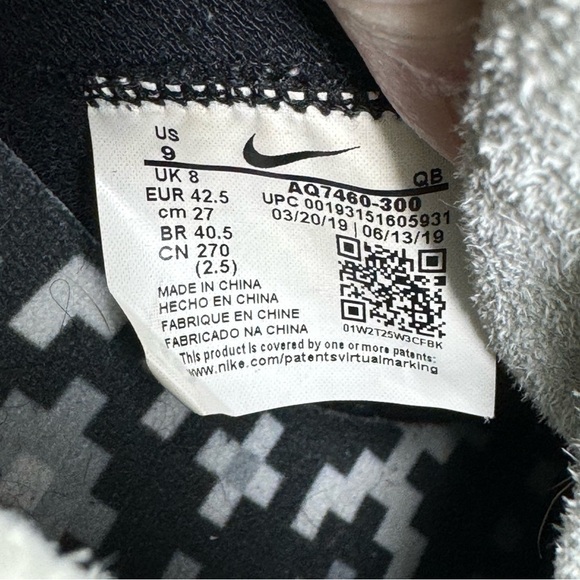 US
9
UK 8
EUR 42.5
cm 27
BR 40.5
CN 270
(2.5)
QB
AQ7460-300
UPC 00193151605931
03/20/19 | 06/13/19
01W2T25W3CFBK
MADE IN CHINA
HECHO EN CHINA
FABRIQUE EN CHINE
FABRICADO NA CHINA
This product is covered by one or more patents:
www.nike.com/patentsvirtualmarking